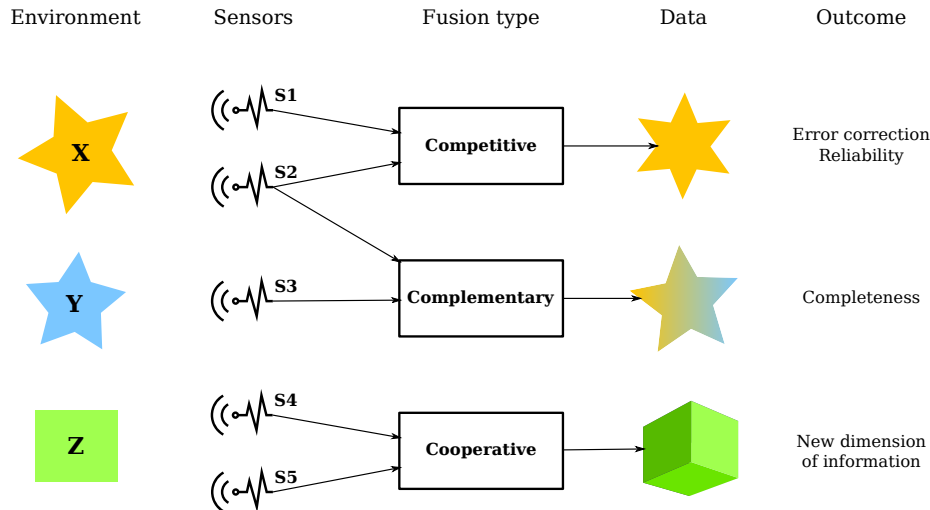 Environment Sensors Fusion type Data Outcome
S1
X
Competitive
Error correction
Reliability
S2
Y
S3
Complementary
Completeness
S4
Z
Cooperative
New dimension
of information
S5